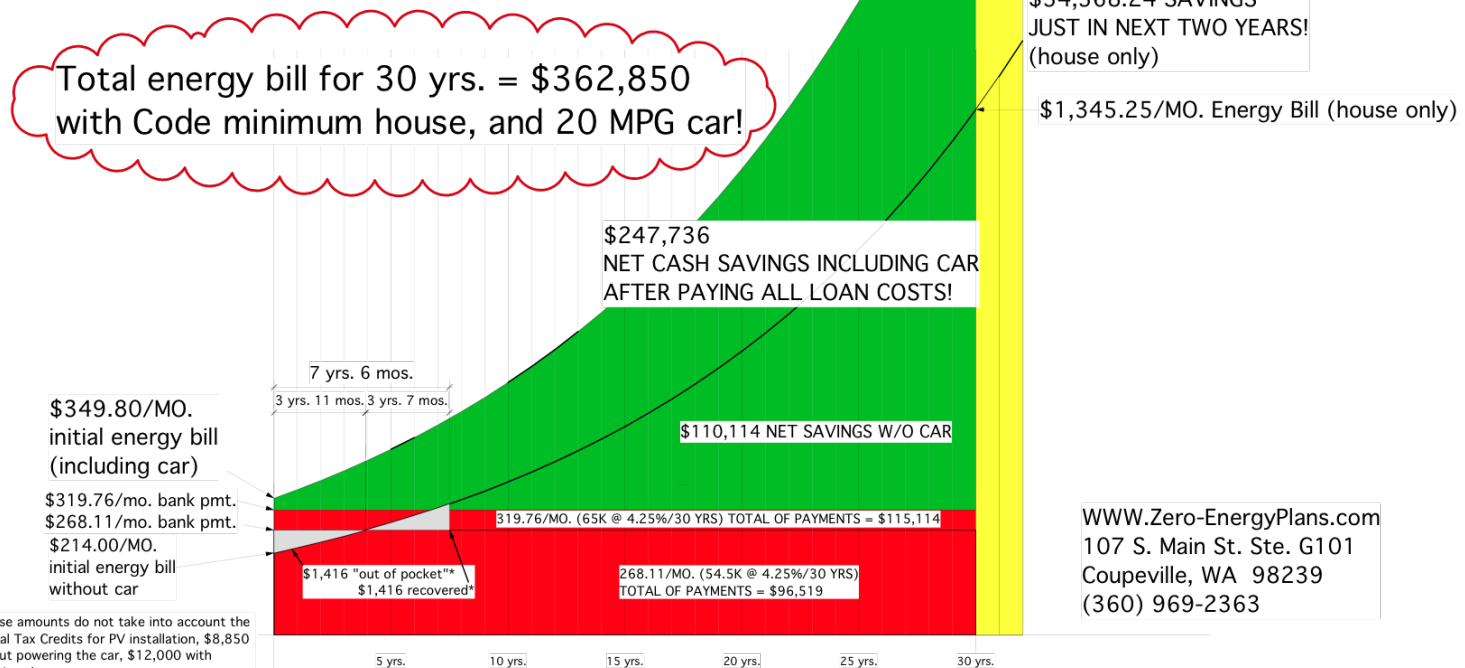 $34,568.24 SAVINGS
JUST IN NEXT TWO YEARS!
(house only)
Total energy bill for 30 yrs. = $362,850
with Code minimum house, and 20 MPG car!
$1,345.25/MO. Energy Bill (house only)
$247,736
NET CASH SAVINGS INCLUDING CAR
AFTER PAYING ALL LOAN COSTS!
7 yrs. 6 mos.
3 yrs. 11 mos.
3 yrs. 7 mos.
$349.80/MO.
initial energy bill
(including car)
$110,114 NET SAVINGS W/O CAR
$319.76/mo. bank pmt.
$268.11/mo. bank pmt.
$214.00/MO.
initial energy bill
without car
319.76/MO. (65K @ 4.25%/30 YRS) TOTAL OF PAYMENTS = $115,114
$1,416 "out of pocket"*
$1,416 recovered*
268.11/MO. (54.5K @ 4.25%/30 YRS)
TOTAL OF PAYMENTS = $96,519
WWW.Zero-EnergyPlans.com
107 S. Main St. Ste. G101
Coupeville, WA 98239
(360) 969-2363
se amounts do not take into account the
al Tax Credits for PV installation, $8,850
ut powering the car, $12,000 with
5 yrs.
10 yrs.
15 yrs.
20 yrs.
25 yrs.
30 yrs.